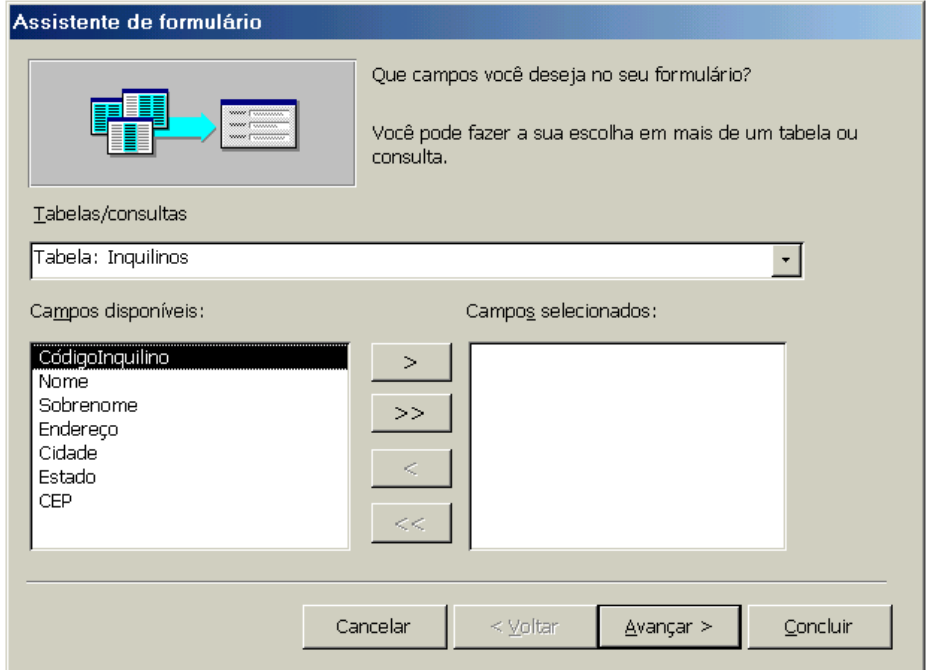 Assistente de formulário
Que campos você deseja no seu formulário?
Você pode fazer a sua escolha em mais de um tabela ou
consulta.
Tabelas/consultas
Tabela: Inquilinos
Campos disponíveis:
Campos selecionados:
CódigoInquilino
Nome
Sobrenome
Endereço
Cidade
Estado
CEP
>
>>
<
<<
Cancelar
< Voltar
Avançar >
Concluir